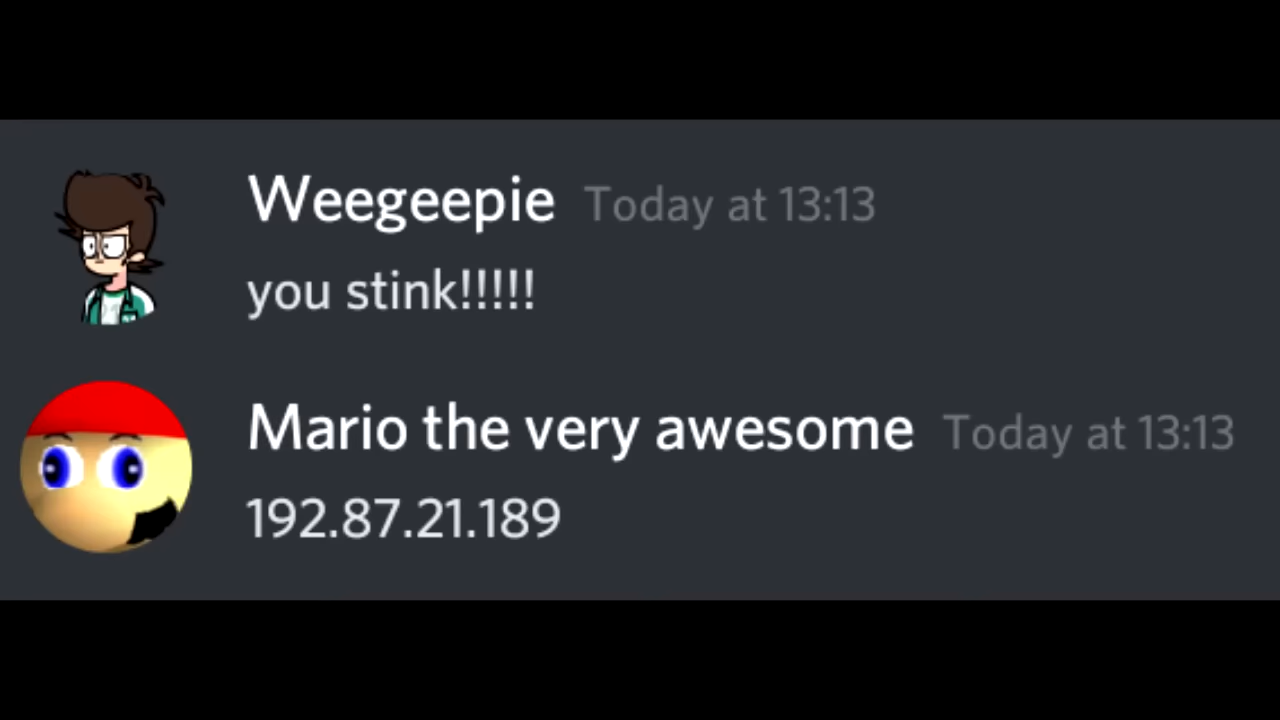 Weegeepie Today at 13:13
you stink!!!!!
Mario the very awesome Today at 13:13
192.87.21.189